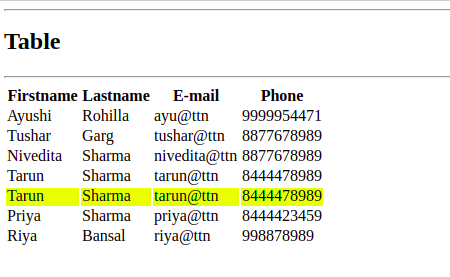 Table
Firstname Lastname E-mail Phone
Ayushi Rohilla ayu@ttn 9999954471
Tushar Garg tushar@ttn 8877678989
Nivedita Sharma nivedita@ttn 8877678989
Tarun Sharma tarun@ttn 8444478989
Tarun Sharma tarun@ttn 8444478989
Priya Sharma priya@ttn 8444423459
Riya Bansal riya@ttn 998878989